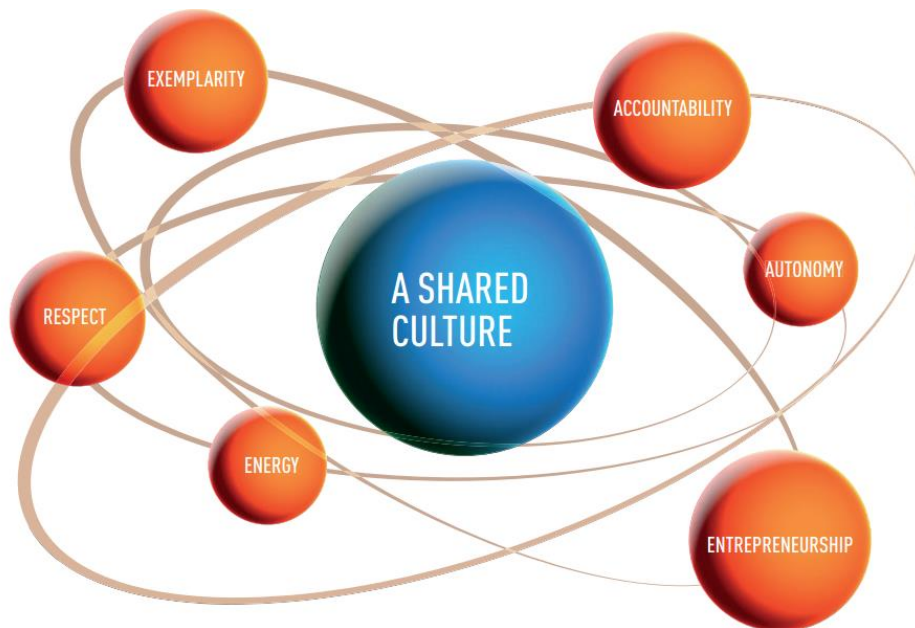 EXEMPLARITY
ACCOUNTABILITY
AUTONOMY
A SHARED
CULTURE
RESPECT
ENERGY
ENTREPRENEURSHIP